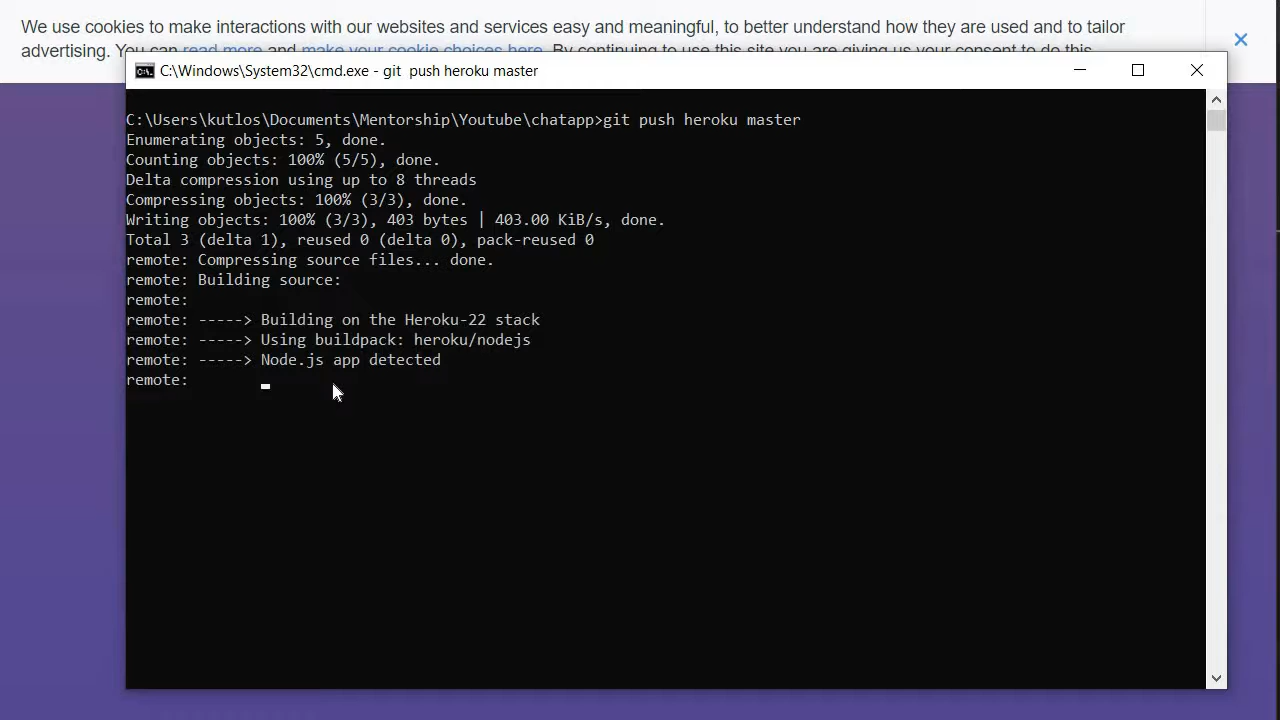 We use cookies to make interactions with our websites and services easy and meaningful, to better understand how they are used and to tailor
advertising. You can read more and make your cookie choices here. By continuing to use this site you are giving us your consent to do this
C:\Windows\System32\cmd.exe - git  push heroku master
C:\Users\kutlos\Documents\Mentorship\Youtube\chatapp>git push heroku master
Enumerating objects: 5, done.
Counting objects: 100% (5/5), done.
Delta compression using up to 8 threads
Compressing objects: 100% (3/3), done.
Writing objects: 100% (3/3), 403 bytes | 403.00 KiB/s, done.
Total 3 (delta 1), reused 0 (delta 0), pack-reused 0
remote: Compressing source files... done.
remote: Building source:
remote:
remote: -----> Building on the Heroku-22 stack
remote: -----> Using buildpack: heroku/nodejs
remote: -----> Node.js app detected
remote: